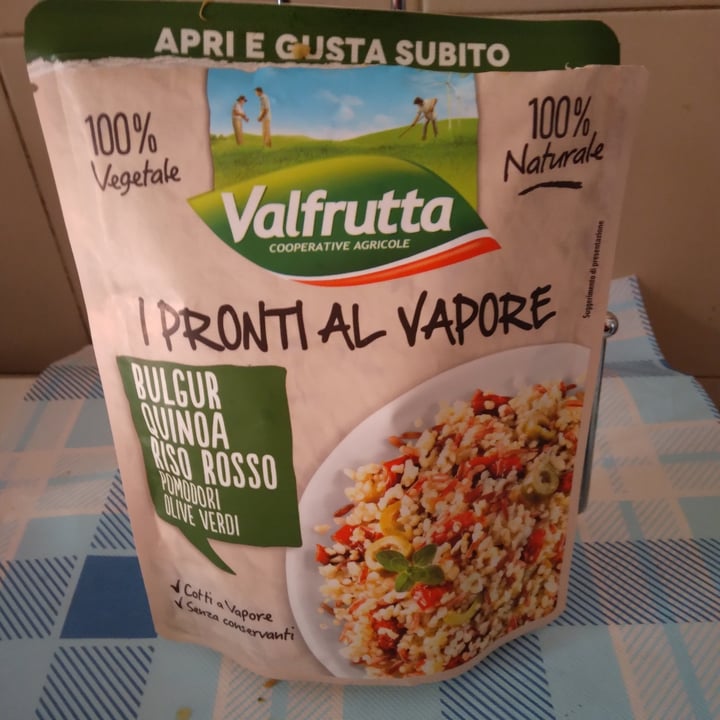 APRI E GUSTA SUBITO
100%
Vegetale
100%
Naturale
Valfrutta
COOPERATIVE AGRICOLE
I PRONTI AL VAPORE
BULGUR
QUINOA
RISO ROSSO
POMODORI
OLIVE VERDI
Cotti a Vapore
Senza conservanti
Suggerimento di presentazione